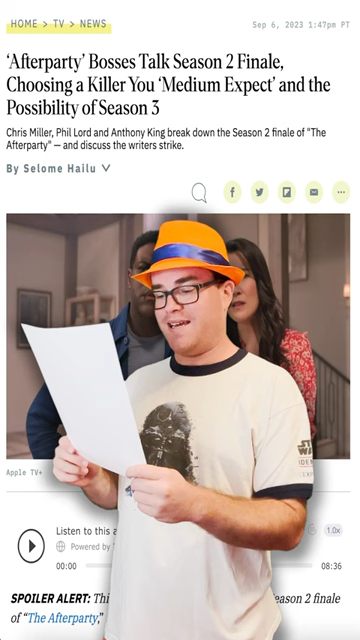 HOME > TV > NEWS
Sep 6, 2023 1:47pm PT
‘Afterparty’ Bosses Talk Season 2 Finale,
Choosing a Killer You ‘Medium Expect’ and the
Possibility of Season 3
Chris Miller, Phil Lord and Anthony King break down the Season 2 finale of "The
Afterparty" — and discuss the writers strike.
By Selome Hailu
Apple TV+
STAR
WARS
Listen to this a
1.0x
Powered by
00:00
08:36
SPOILER ALERT: Thi
eason 2 finale
of “The Afterparty,”